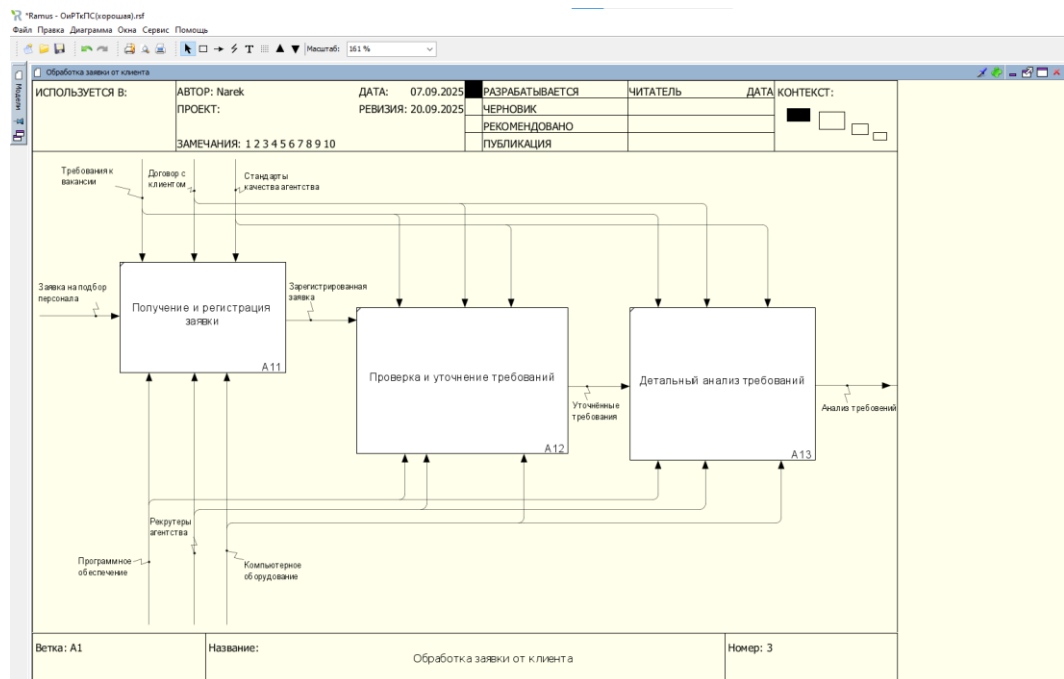 *Ramus - ОиРТкПС(хорошая).rsf
Файл Правка Диаграмма Окна Сервис Помощь
Масштаб: 161 %
Модели
Обработка заявки от клиента
ИСПОЛЬЗУЕТСЯ В:
АВТОР: Narek
ДАТА: 07.09.2025
РАЗРАБАТЫВАЕТСЯ
ЧИТАТЕЛЬ
ДАТА
КОНТЕКСТ:
ПРОЕКТ:
РЕВИЗИЯ: 20.09.2025
ЧЕРНОВИК
РЕКОМЕНДОВАНО
ЗАМЕЧАНИЯ: 1 2 3 4 5 6 7 8 9 10
ПУБЛИКАЦИЯ
Требования к
вакансии
Договор с
клиентом
Стандарты
качества агентства
Заявка на подбор
персонала
Получение и регистрация
заявки
A11
Зарегистрированная
заявка
Проверка и уточнение требований
A12
Уточнённые
требования
Детальный анализ требований
A13
Анализ требовений
Рекрутеры
агентства
Программное
обеспечение
Компьютерное
оборудование
Ветка: A1
Название:
Обработка заявки от клиента
Номер: 3